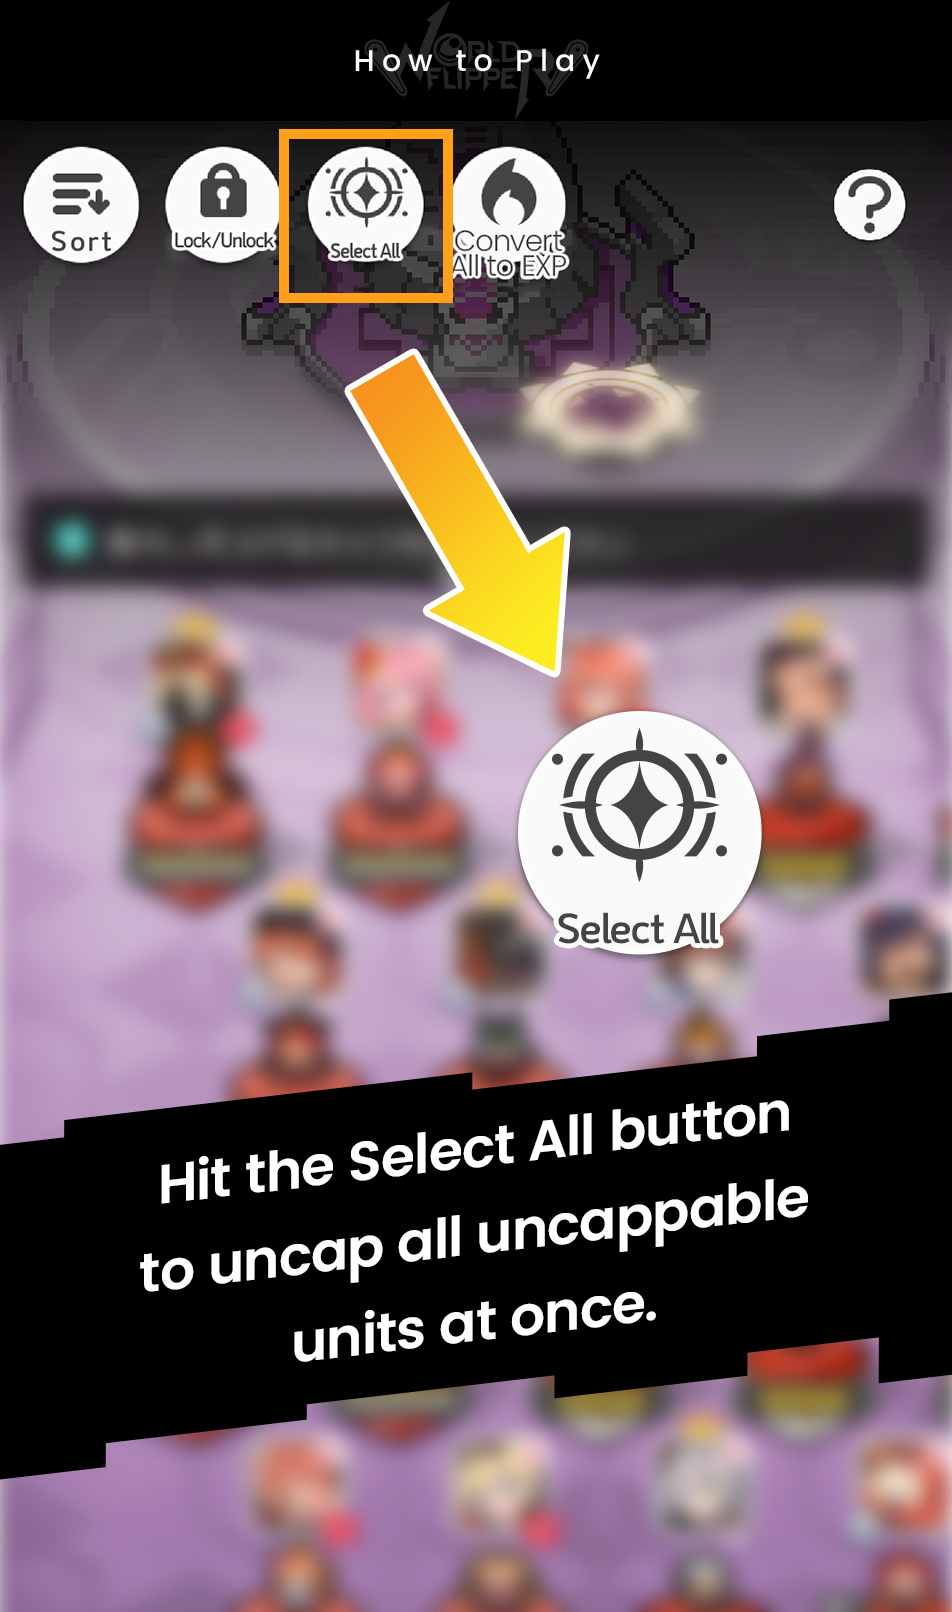 WORLD FLIPPER
How to Play
Sort
Lock/Unlock
Select All
Convert
All to EXP
?
Select All
Hit the Select All button
to uncap all uncappable
units at once.